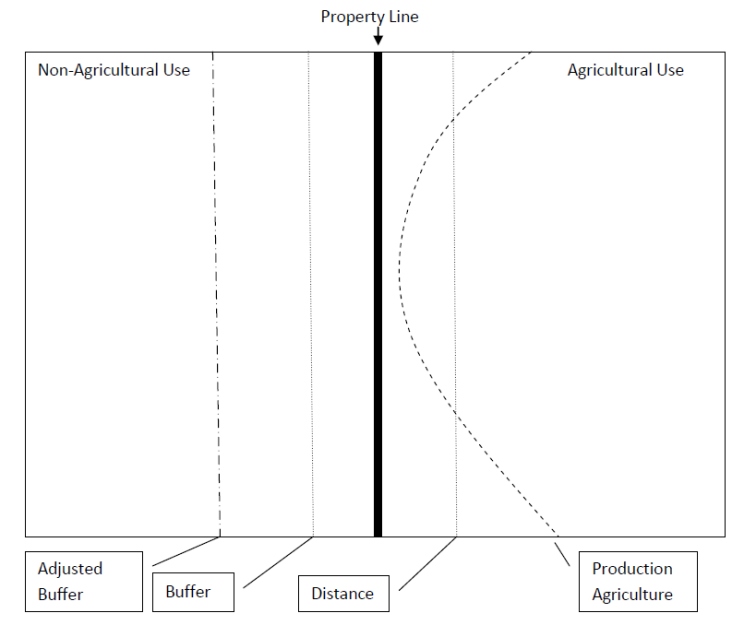 Property Line
Non-Agricultural Use
Agricultural Use
Adjusted
Buffer
Buffer
Distance
Production
Agriculture